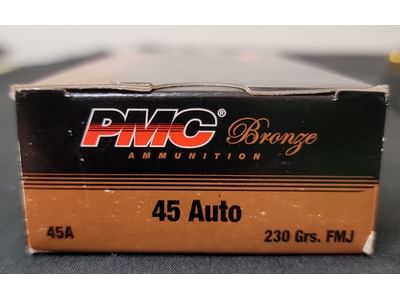 PMC® Bronze
AMMUNITION
45 Auto
45A 230 Grs. FMJ